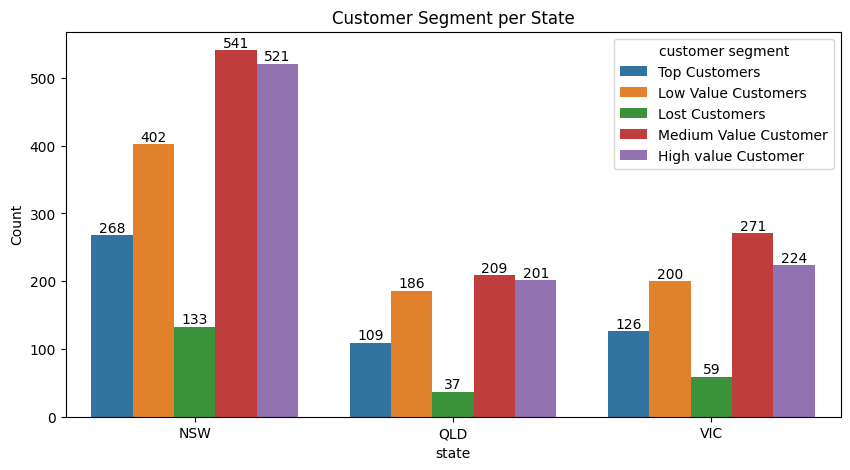 Customer Segment per State
customer segment
Top Customers
Low Value Customers
Lost Customers
Medium Value Customer
High value Customer
Count
500
400
300
200
100
0
268
402
133
541
521
109
186
37
209
201
126
200
59
271
224
NSW
QLD
VIC
state